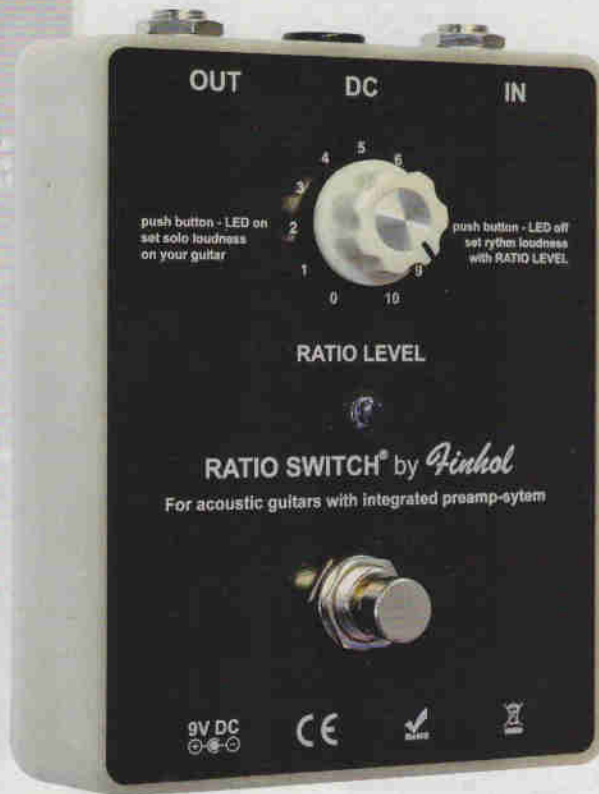 OUT DC IN
4 5 6
3
2
1 9
0 10
push button - LED on
set solo loudness
on your guitar
push button - LED off
set rythm loudness
with RATIO LEVEL
RATIO LEVEL
RATIO SWITCH® by Finhol
For acoustic guitars with integrated preamp-sytem
9V DC
CE
RoHS